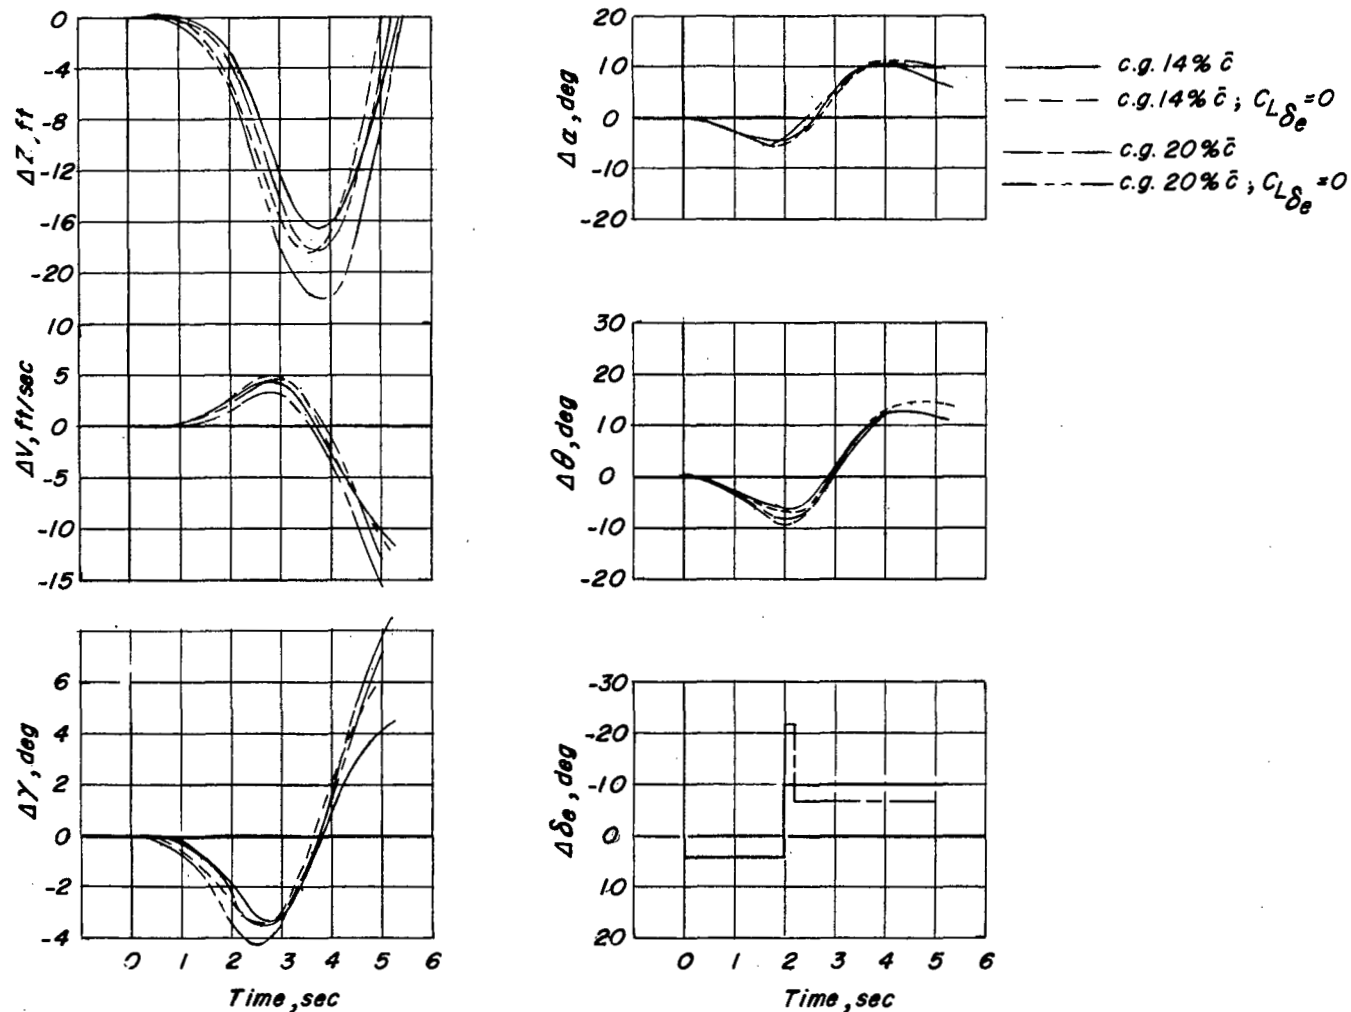 ΔZ, ft
0
-4
-8
-12
-16
-20
ΔV, ft/sec
10
5
0
-5
-10
-15
Δγ, deg
6
4
2
0
-2
-4
0 1 2 3 4 5 6
Time, sec
Δα, deg
20
10
0
-10
-20
Δθ, deg
30
20
10
0
-10
-20
Δδe, deg
-30
-20
-10
0
10
20
0 1 2 3 4 5 6
Time, sec
c.g. 14% c̄
c.g. 14% c̄ ; CLδe =0
c.g. 20% c̄
c.g. 20% c̄ ; CLδe =0